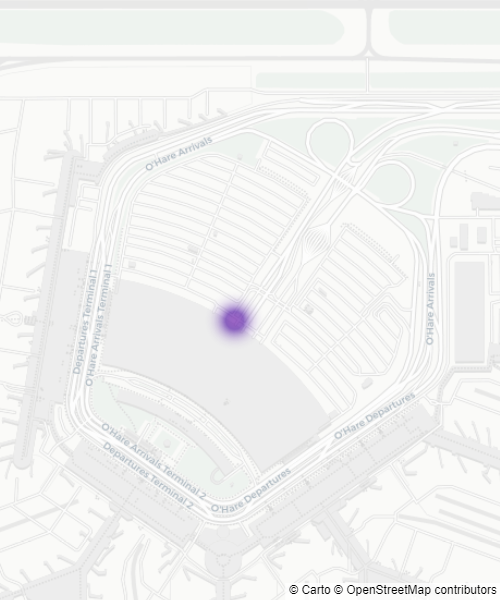 O'Hare Arrivals
Departures Terminal 1
O'Hare Arrivals Terminal 1
O'Hare Arrivals
O'Hare Departures
O'Hare Arrivals Terminal 2
Departures Terminal 2
O'Hare Departures
© Carto © OpenStreetMap contributors